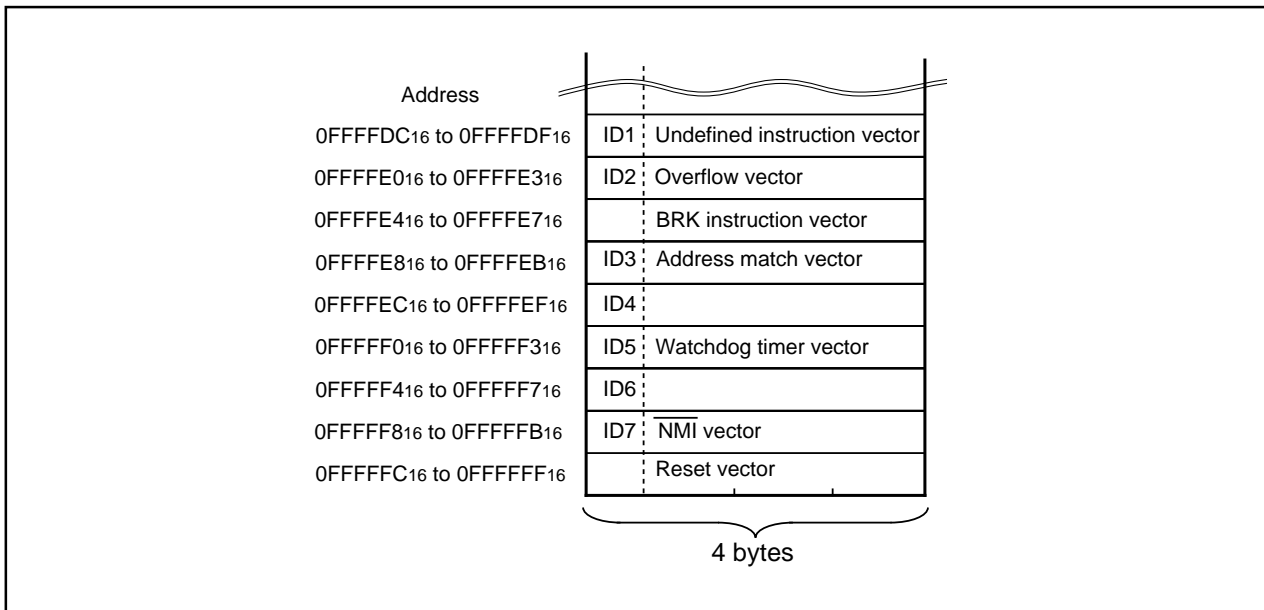 Address
0FFFFDC16 to 0FFFFDF16 ID1 Undefined instruction vector
0FFFFE016 to 0FFFFE316 ID2 Overflow vector
0FFFFE416 to 0FFFFE716 BRK instruction vector
0FFFFE816 to 0FFFFEB16 ID3 Address match vector
0FFFFEC16 to 0FFFFEF16 ID4
0FFFFF016 to 0FFFFF316 ID5 Watchdog timer vector
0FFFFF416 to 0FFFFF716 ID6
0FFFFF816 to 0FFFFFB16 ID7 N̅M̅I̅ vector
0FFFFFC16 to 0FFFFFF16 Reset vector
4 bytes